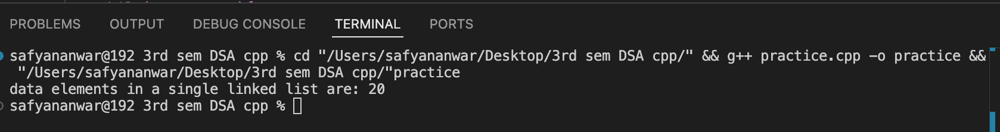 PROBLEMS OUTPUT DEBUG CONSOLE TERMINAL PORTS
safyananwar@192 3rd sem DSA cpp % cd "/Users/safyananwar/Desktop/3rd sem DSA cpp/" && g++ practice.cpp -o practice &&
"/Users/safyananwar/Desktop/3rd sem DSA cpp/"practice
data elements in a single linked list are: 20
safyananwar@192 3rd sem DSA cpp %